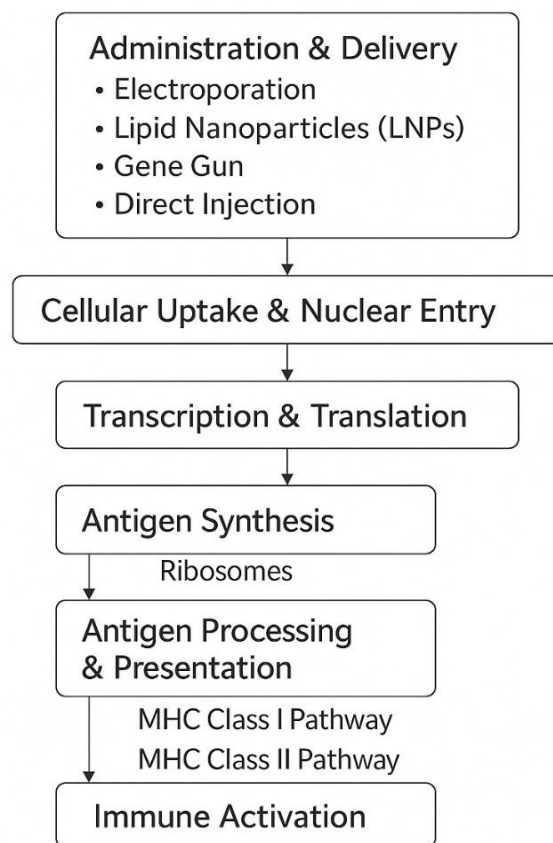 Administration & Delivery
• Electroporation
• Lipid Nanoparticles (LNPs)
• Gene Gun
• Direct Injection
Cellular Uptake & Nuclear Entry
Transcription & Translation
Antigen Synthesis
Ribosomes
Antigen Processing
& Presentation
MHC Class I Pathway
MHC Class II Pathway
Immune Activation